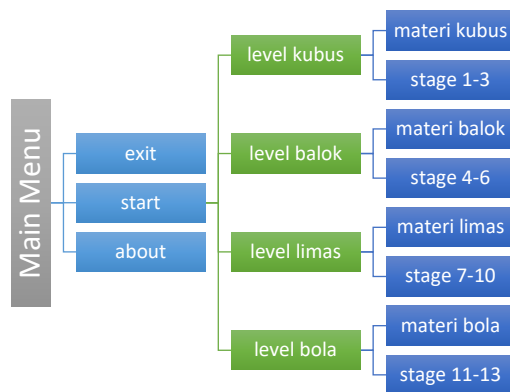 Main Menu
exit
start
level kubus
materi kubus
stage 1-3
level balok
materi balok
stage 4-6
level limas
materi limas
stage 7-10
level bola
materi bola
stage 11-13
about